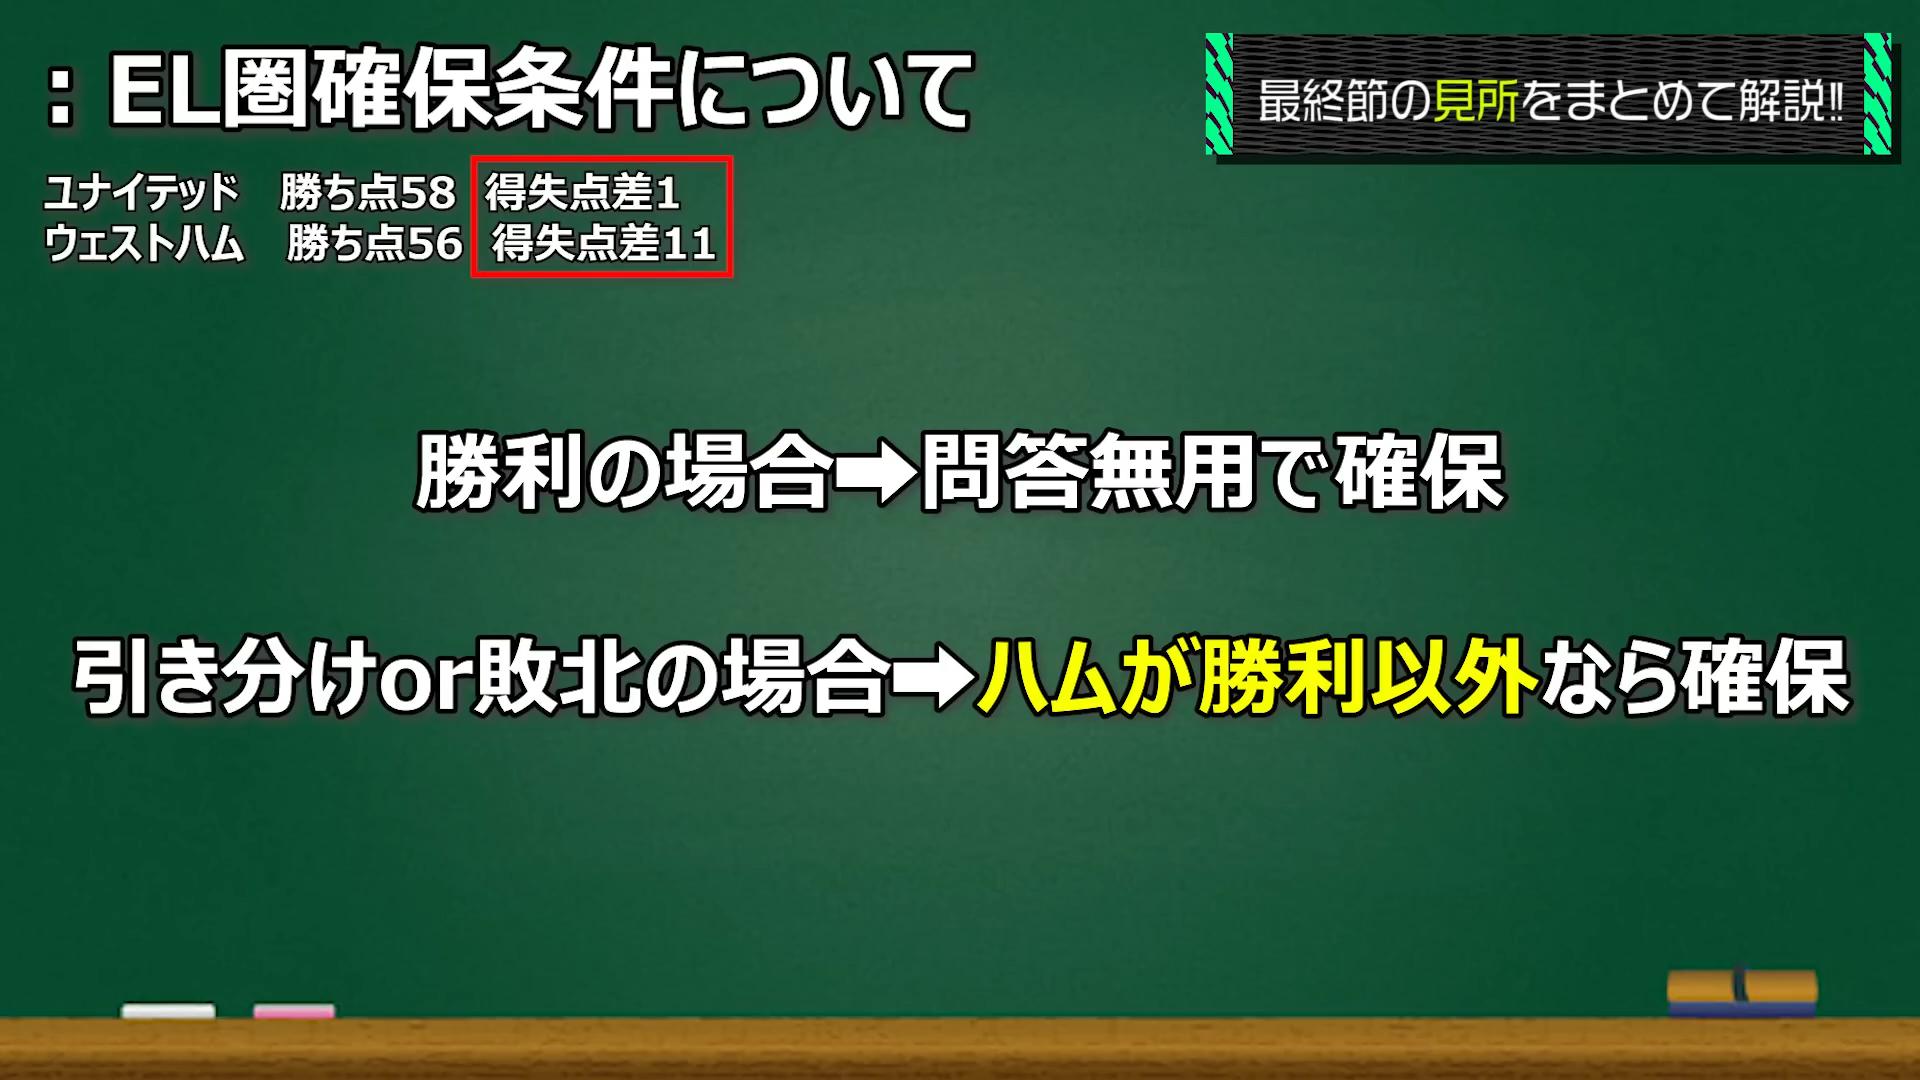 ：EL圏確保条件について
最終節の見所をまとめて解説!!
ユナイテッド　勝ち点58　得失点差1
ウェストハム　勝ち点56　得失点差11
勝利の場合➡問答無用で確保
引き分けor敗北の場合➡ハムが勝利以外なら確保